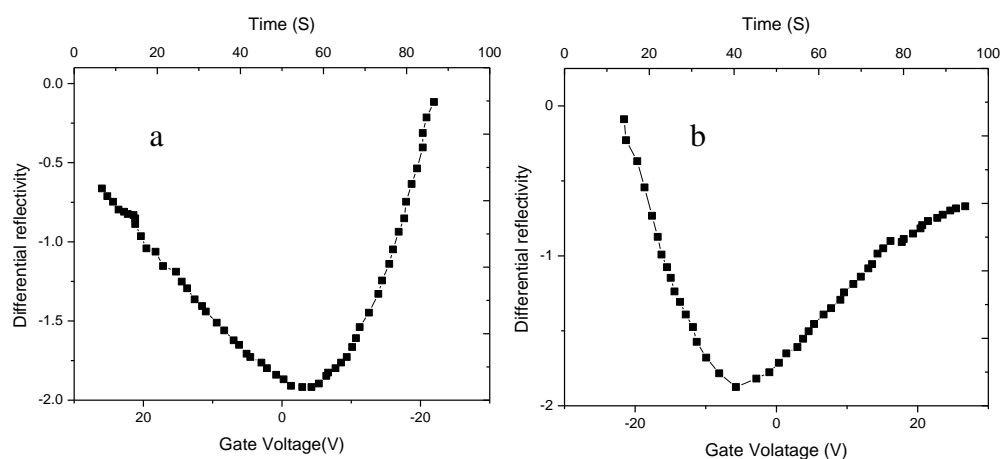 Time (S)
0 20 40 60 80 100
0.0
-0.5
-1.0
-1.5
-2.0
Differential reflectivity
a
20 0 -20
Gate Voltage(V)
Time (S)
0 20 40 60 80 100
0
-1
-2
Differential reflectivity
b
-20 0 20
Gate Volatage (V)